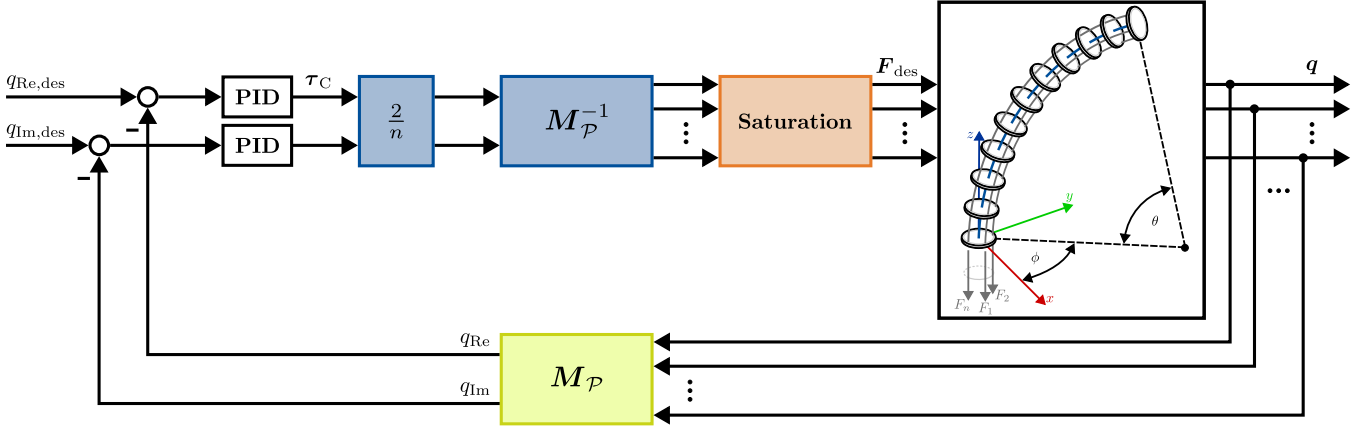 q_Re,des
q_Im,des
−
−
PID
PID
τ_C
2/n
M_𝒫^−1
⋮
Saturation
F_des
⋮
z
y
x
θ
ϕ
F_n
F_1
F_2
q
⋮
...
q_Re
q_Im
M_𝒫
⋮